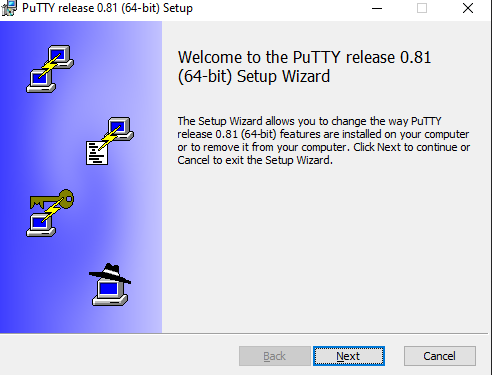 PuTTY release 0.81 (64-bit) Setup
Welcome to the PuTTY release 0.81
(64-bit) Setup Wizard
The Setup Wizard allows you to change the way PuTTY
release 0.81 (64-bit) features are installed on your computer
or to remove it from your computer. Click Next to continue or
Cancel to exit the Setup Wizard.
Back Next Cancel